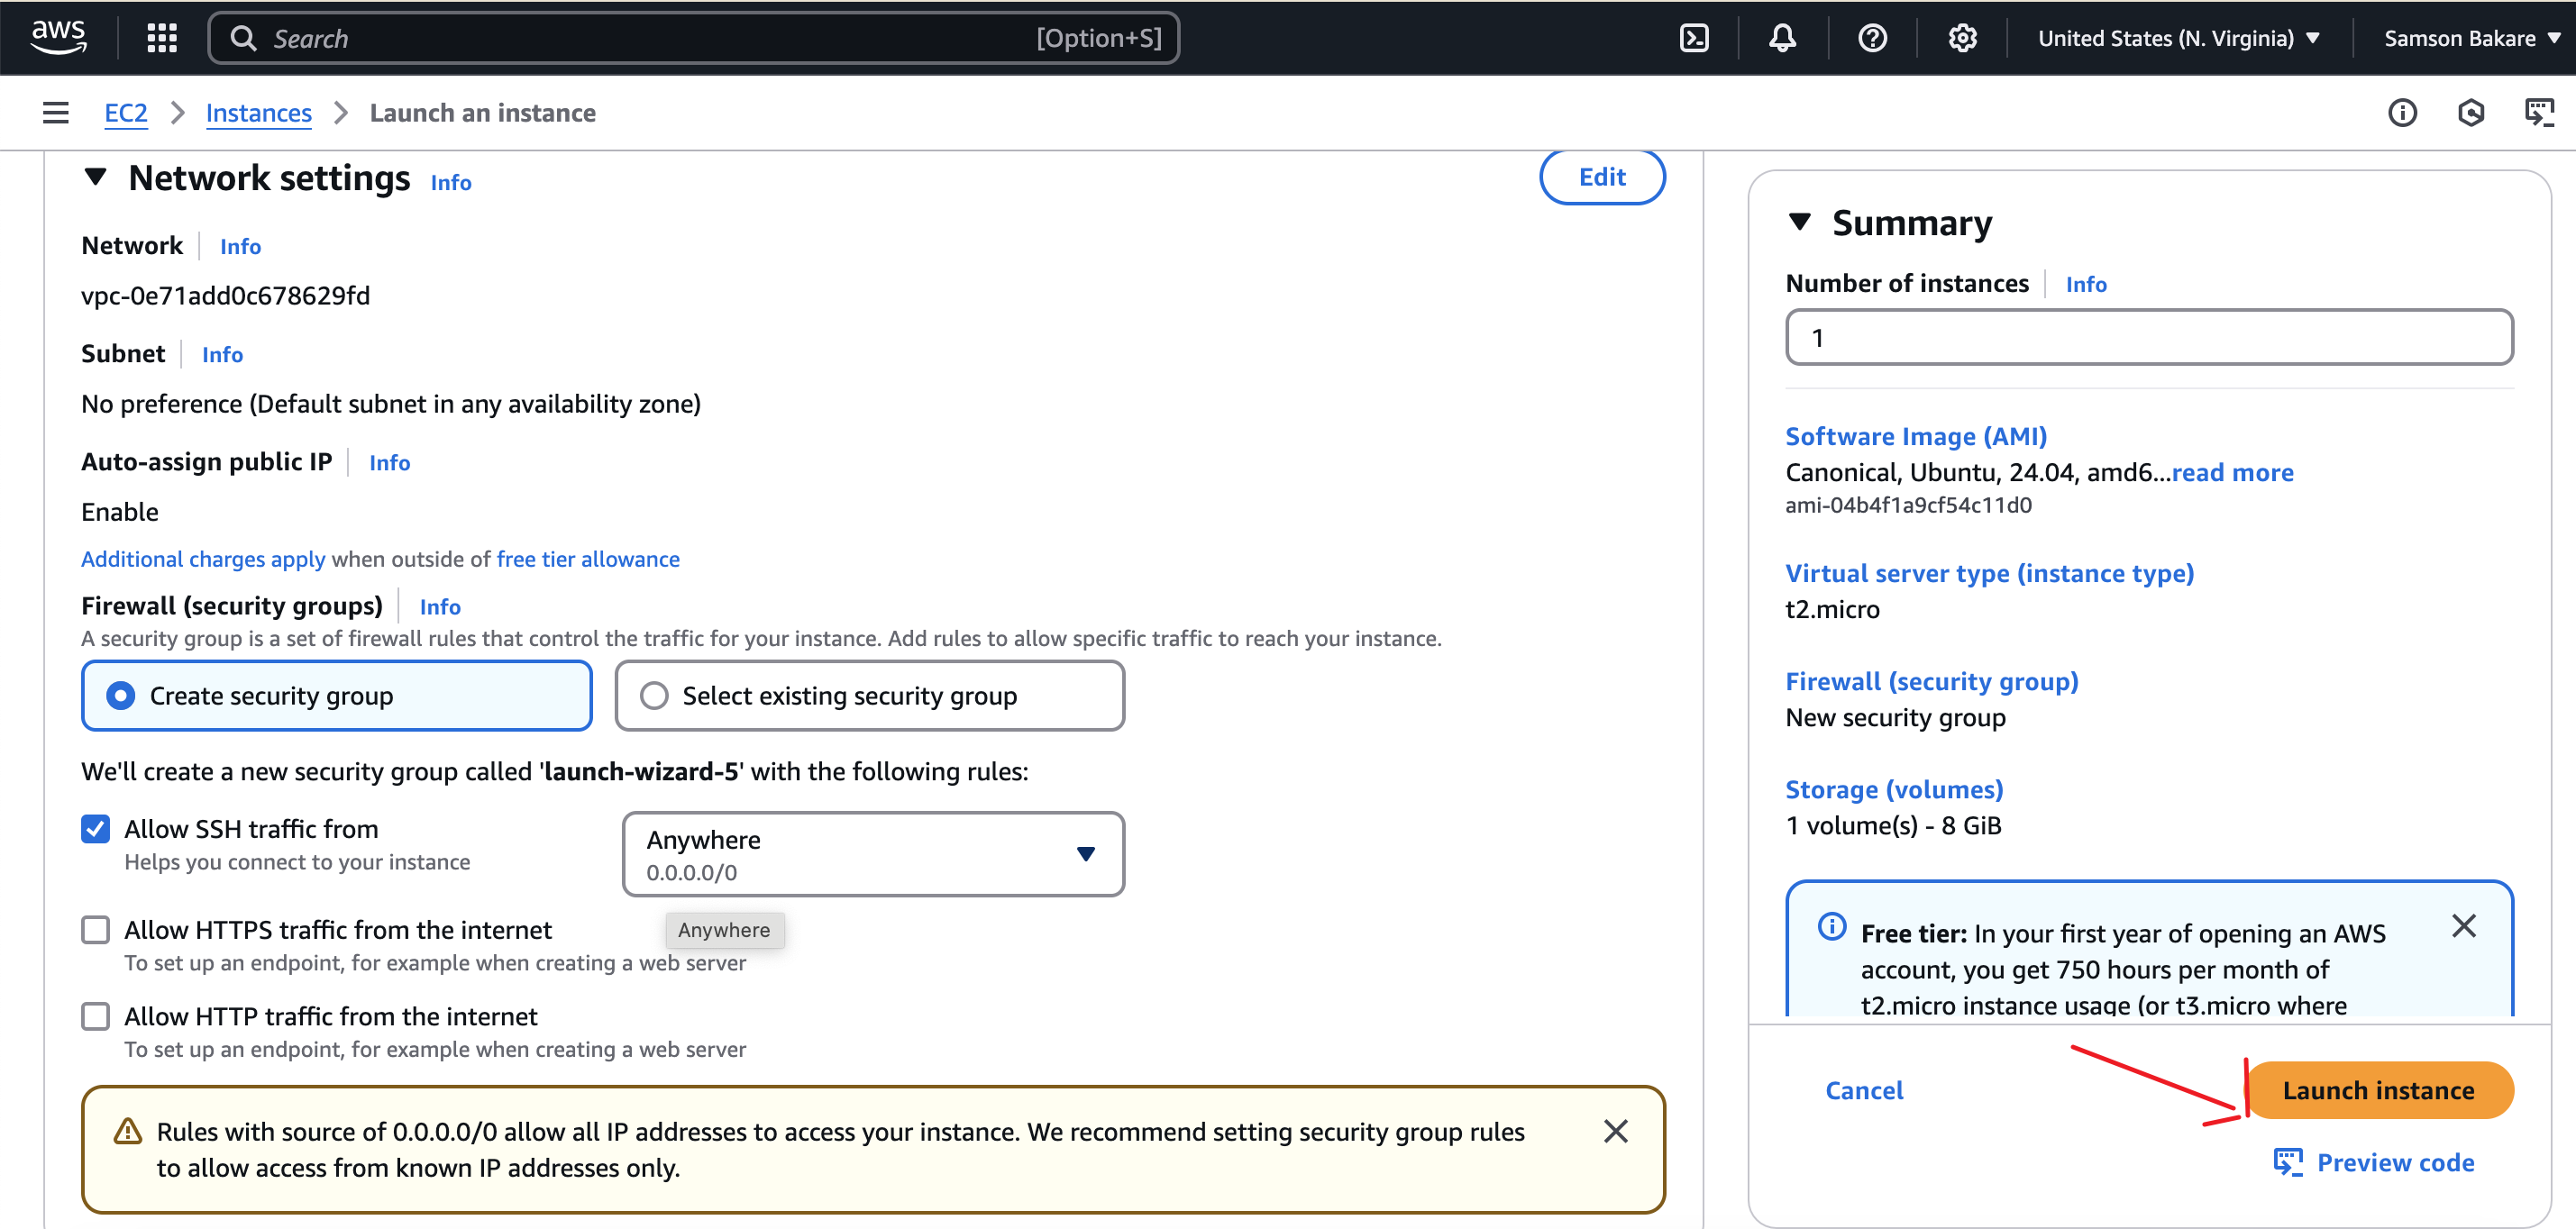 aws
Search
[Option+S]
United States (N. Virginia)
Samson Bakare
EC2
Instances
Launch an instance
Network settings
Info
Edit
Network
Info
vpc-0e71add0c678629fd
Subnet
Info
No preference (Default subnet in any availability zone)
Auto-assign public IP
Info
Enable
Additional charges apply when outside of free tier allowance
Firewall (security groups)
Info
A security group is a set of firewall rules that control the traffic for your instance. Add rules to allow specific traffic to reach your instance.
Create security group
Select existing security group
We'll create a new security group called 'launch-wizard-5' with the following rules:
Allow SSH traffic from
Helps you connect to your instance
Anywhere
0.0.0.0/0
Allow HTTPS traffic from the internet
To set up an endpoint, for example when creating a web server
Anywhere
Allow HTTP traffic from the internet
To set up an endpoint, for example when creating a web server
Rules with source of 0.0.0.0/0 allow all IP addresses to access your instance. We recommend setting security group rules
to allow access from known IP addresses only.
Summary
Number of instances
Info
1
Software Image (AMI)
Canonical, Ubuntu, 24.04, amd6...read more
ami-04b4f1a9cf54c11d0
Virtual server type (instance type)
t2.micro
Firewall (security group)
New security group
Storage (volumes)
1 volume(s) - 8 GiB
Free tier: In your first year of opening an AWS
account, you get 750 hours per month of
t2.micro instance usage (or t3.micro where
Cancel
Launch instance
Preview code